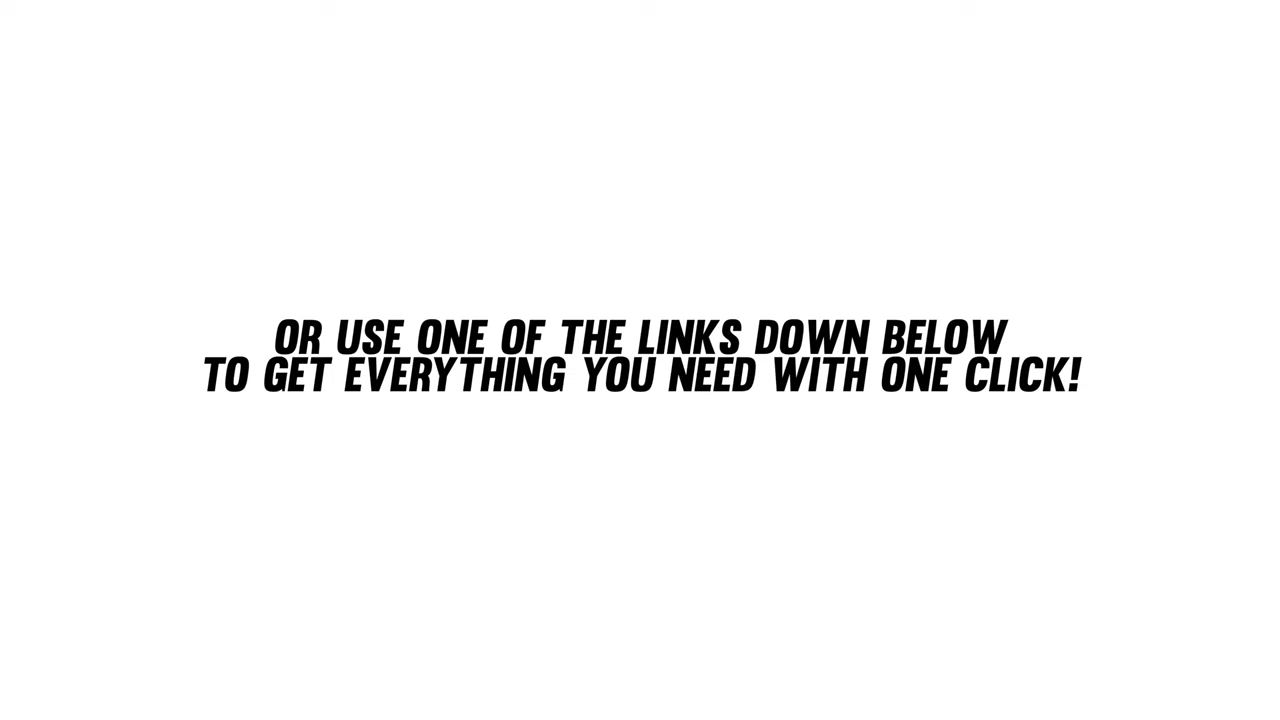 OR USE ONE OF THE LINKS DOWN BELOW
TO GET EVERYTHING YOU NEED WITH ONE CLICK!